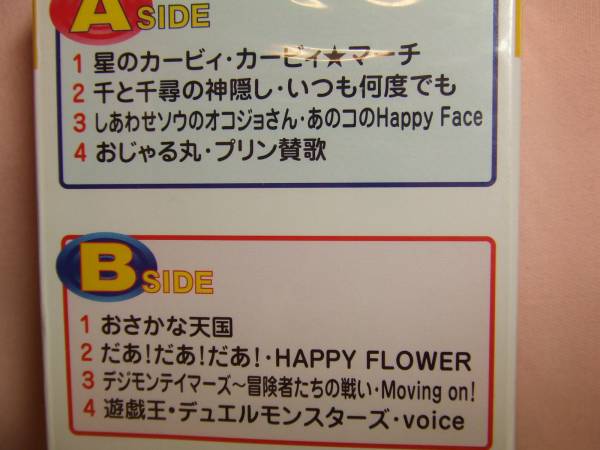 A SIDE
1 星のカービィ・カービィ★マーチ
2 千と千尋の神隠し・いつも何度でも
3 しあわせソウのオコジョさん・あのコのHappy Face
4 おじゃる丸・プリン賛歌
B SIDE
1 おさかな天国
2 だぁ!だぁ!だぁ!・HAPPY FLOWER
3 デジモンテイマーズ〜冒険者たちの戦い・Moving on!
4 遊戯王・デュエルモンスターズ・voice